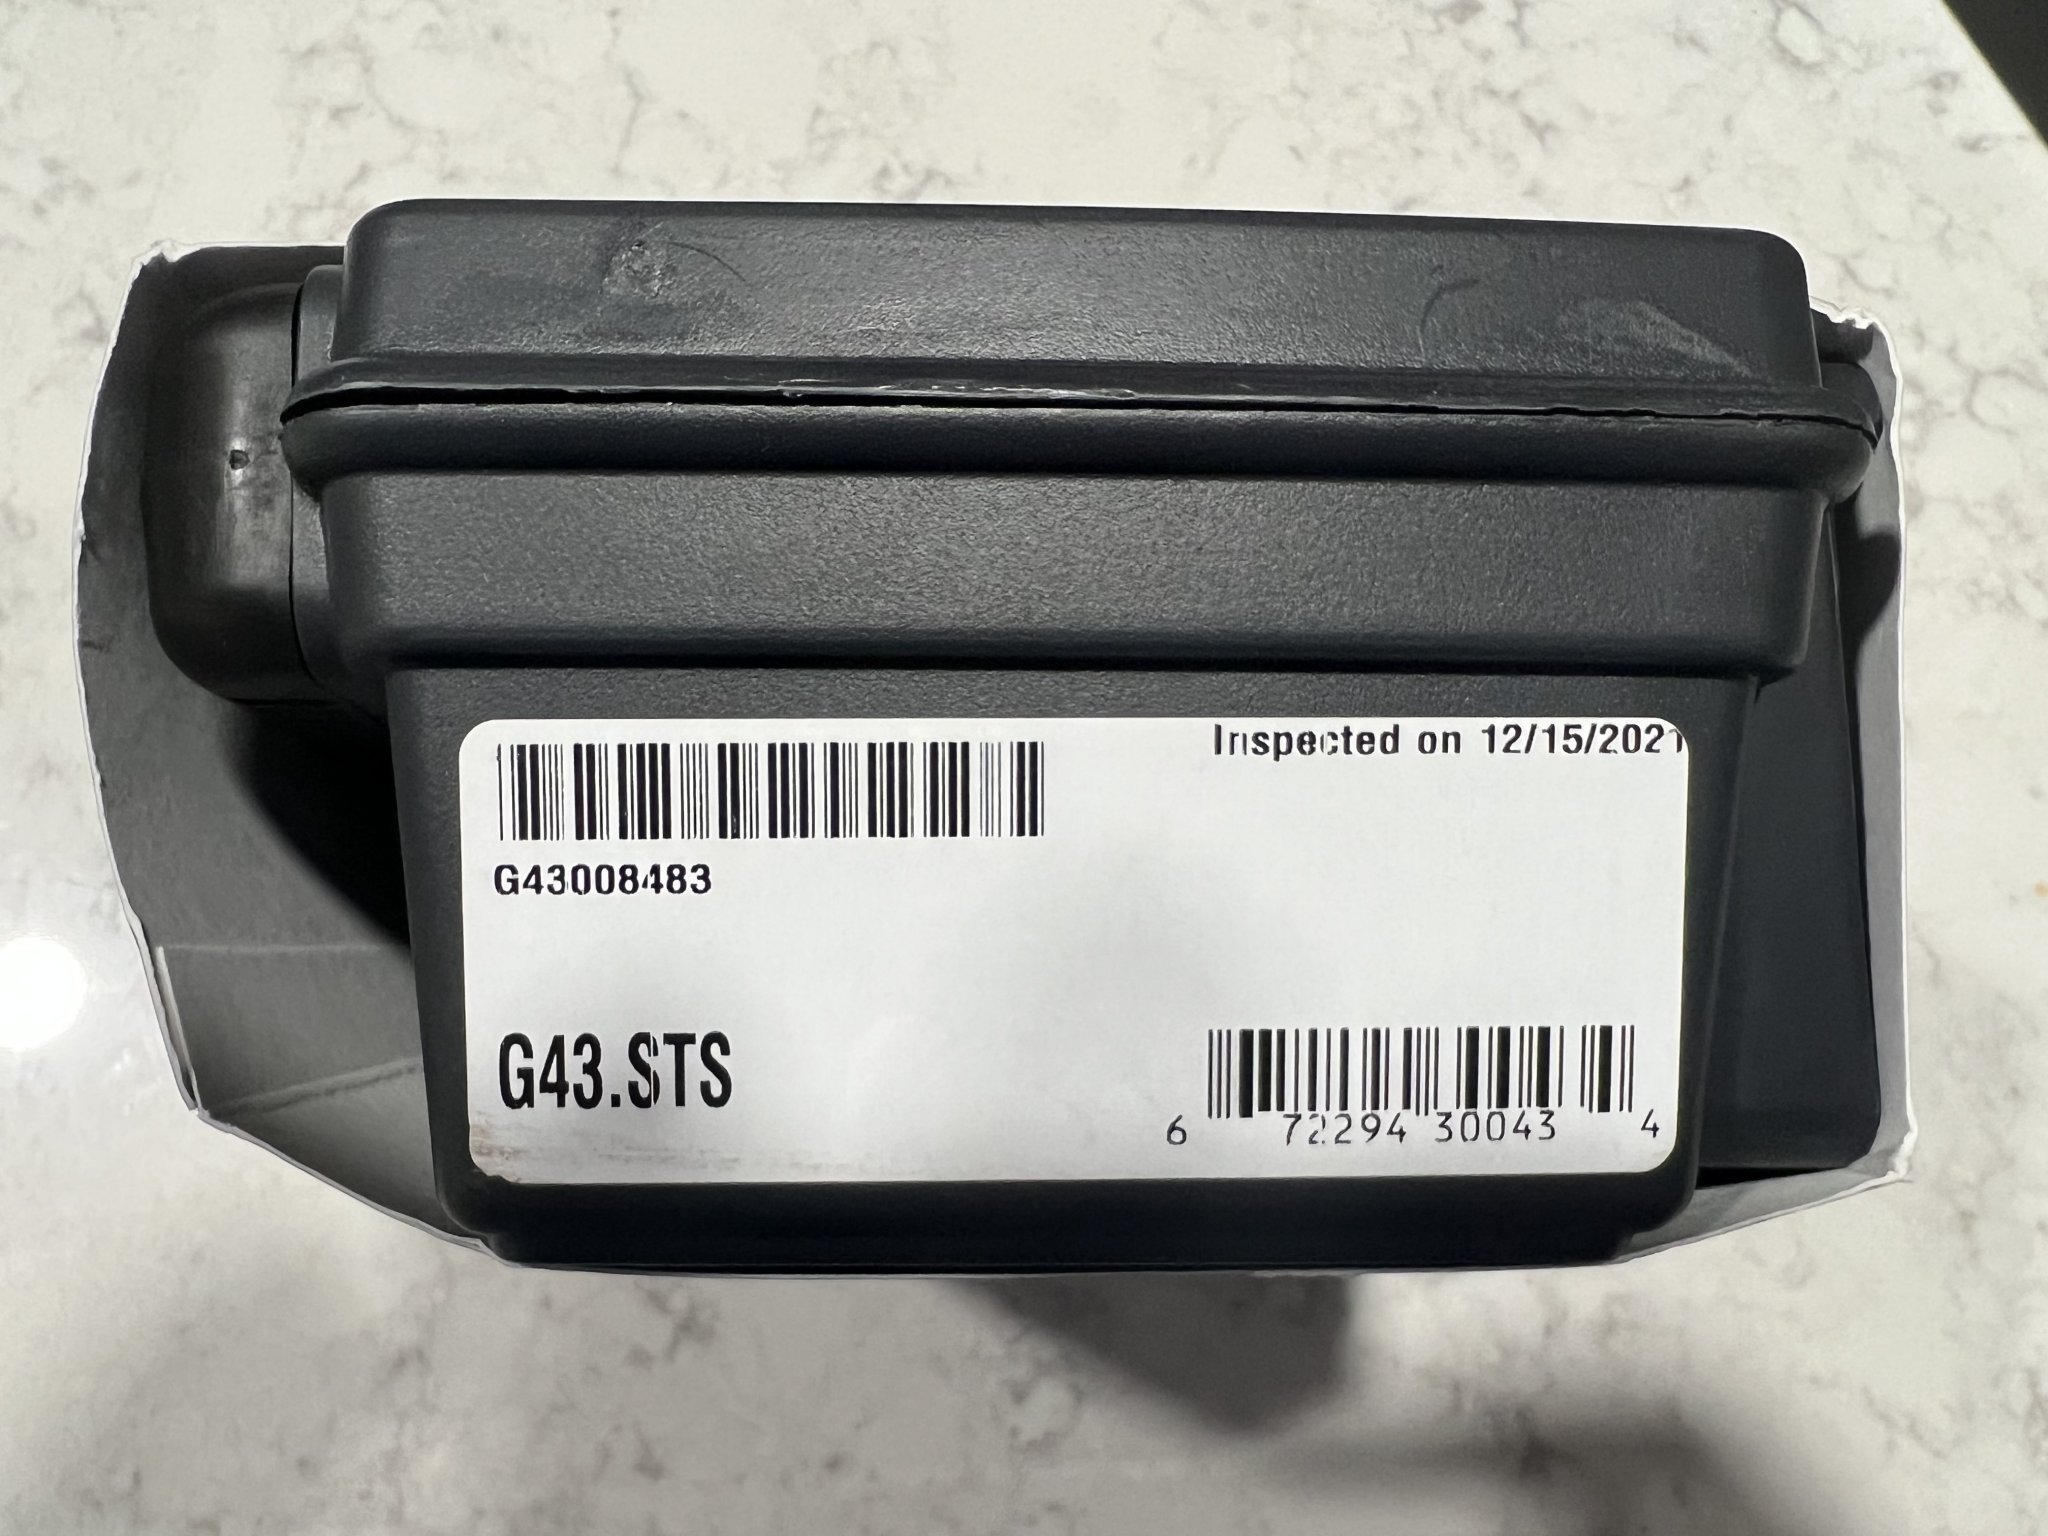 Inspected on 12/15/2021
G43008483
G43.STS
6 72294 30043 4